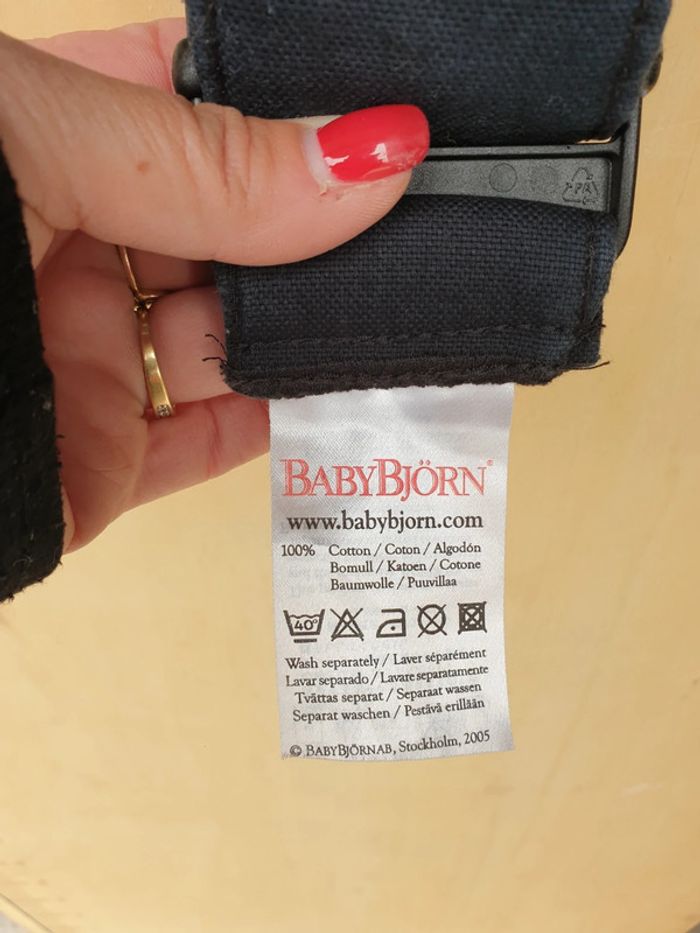 PA
BABYBJÖRN®
www.babybjorn.com
100% Cotton / Coton / Algodón
Bomull / Katoen / Cotone
Baumwolle / Puuvillaa
40°
Wash separately / Laver séparément
Lavar separado / Lavare separatamente
Tvättas separat / Separaat wassen
Separat waschen / Pestävä erillään
© BABYBJÖRNAB, Stockholm, 2005